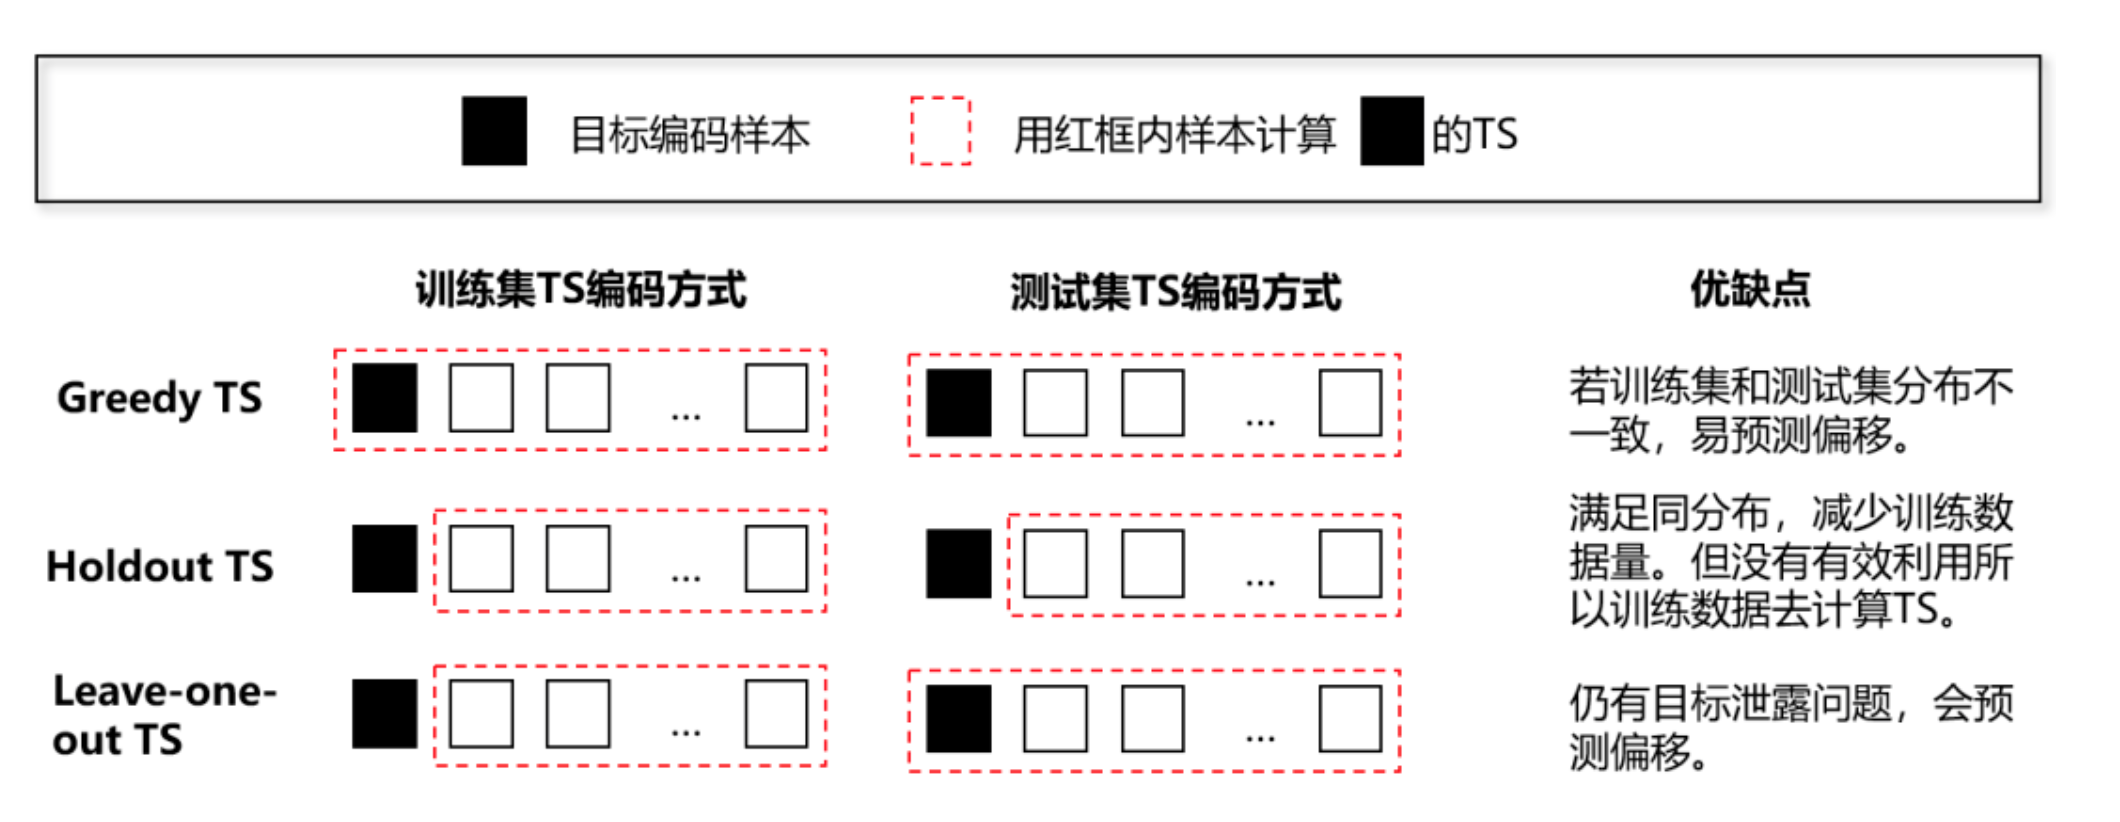 目标编码样本 用红框内样本计算 的TS
训练集TS编码方式 测试集TS编码方式 优缺点
Greedy TS
...
...
若训练集和测试集分布不
一致，易预测偏移。
Holdout TS
...
...
满足同分布，减少训练数
据量。但没有有效利用所
以训练数据去计算TS。
Leave-one-
out TS
...
...
仍有目标泄露问题，会预
测偏移。